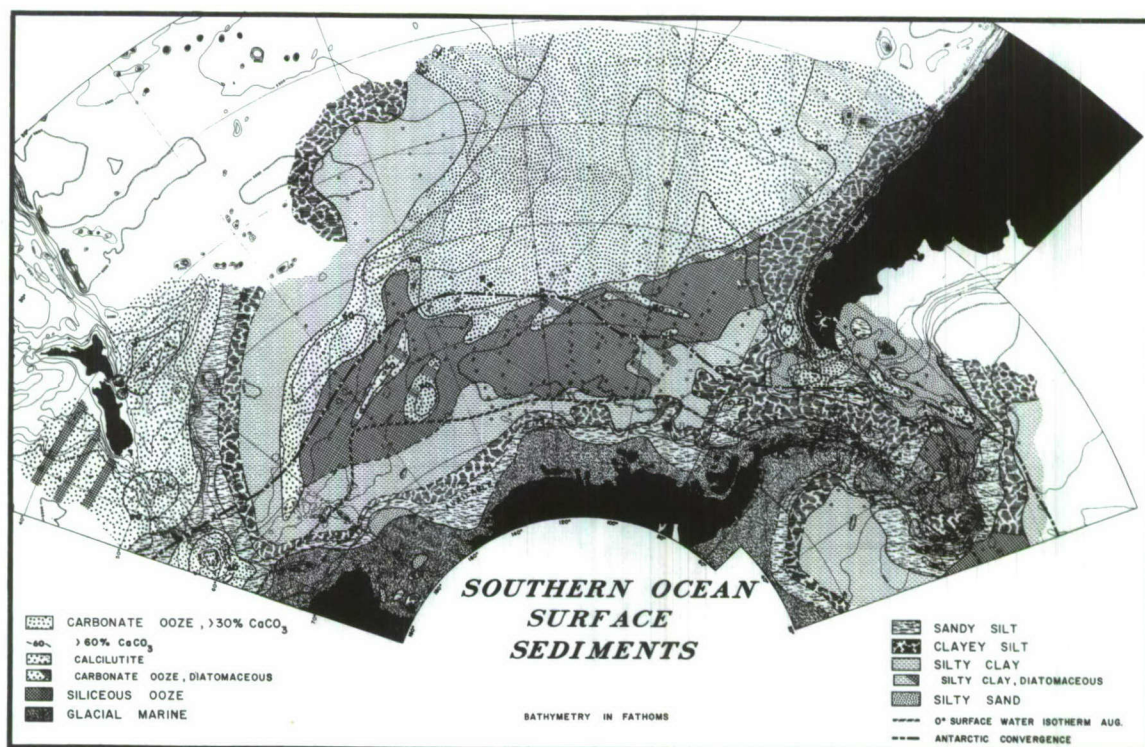 SOUTHERN OCEAN
SURFACE
SEDIMENTS
BATHYMETRY IN FATHOMS
CARBONATE OOZE, >30% CaCO₃
~60~ >60% CaCO₃
CALCILUTITE
CARBONATE OOZE, DIATOMACEOUS
SILICEOUS OOZE
GLACIAL MARINE
SANDY SILT
CLAYEY SILT
SILTY CLAY
SILTY CLAY, DIATOMACEOUS
SILTY SAND
0° SURFACE WATER ISOTHERM AUG.
ANTARCTIC CONVERGENCE